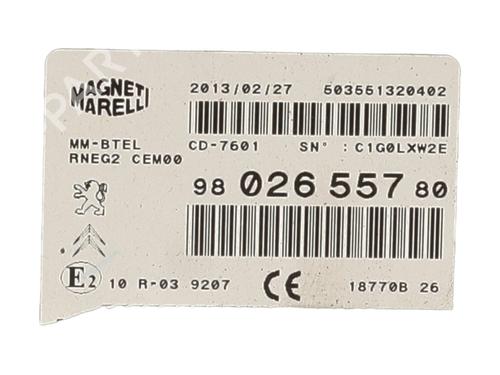 MAGNETI MARELLI
2013/02/27 503551320402
MM-BTEL CD-7601 SN° : C1G0LXW2E
RNEG2 CEM00
98 026 557 80
E2 10 R-03 9207 CE 18770B 26